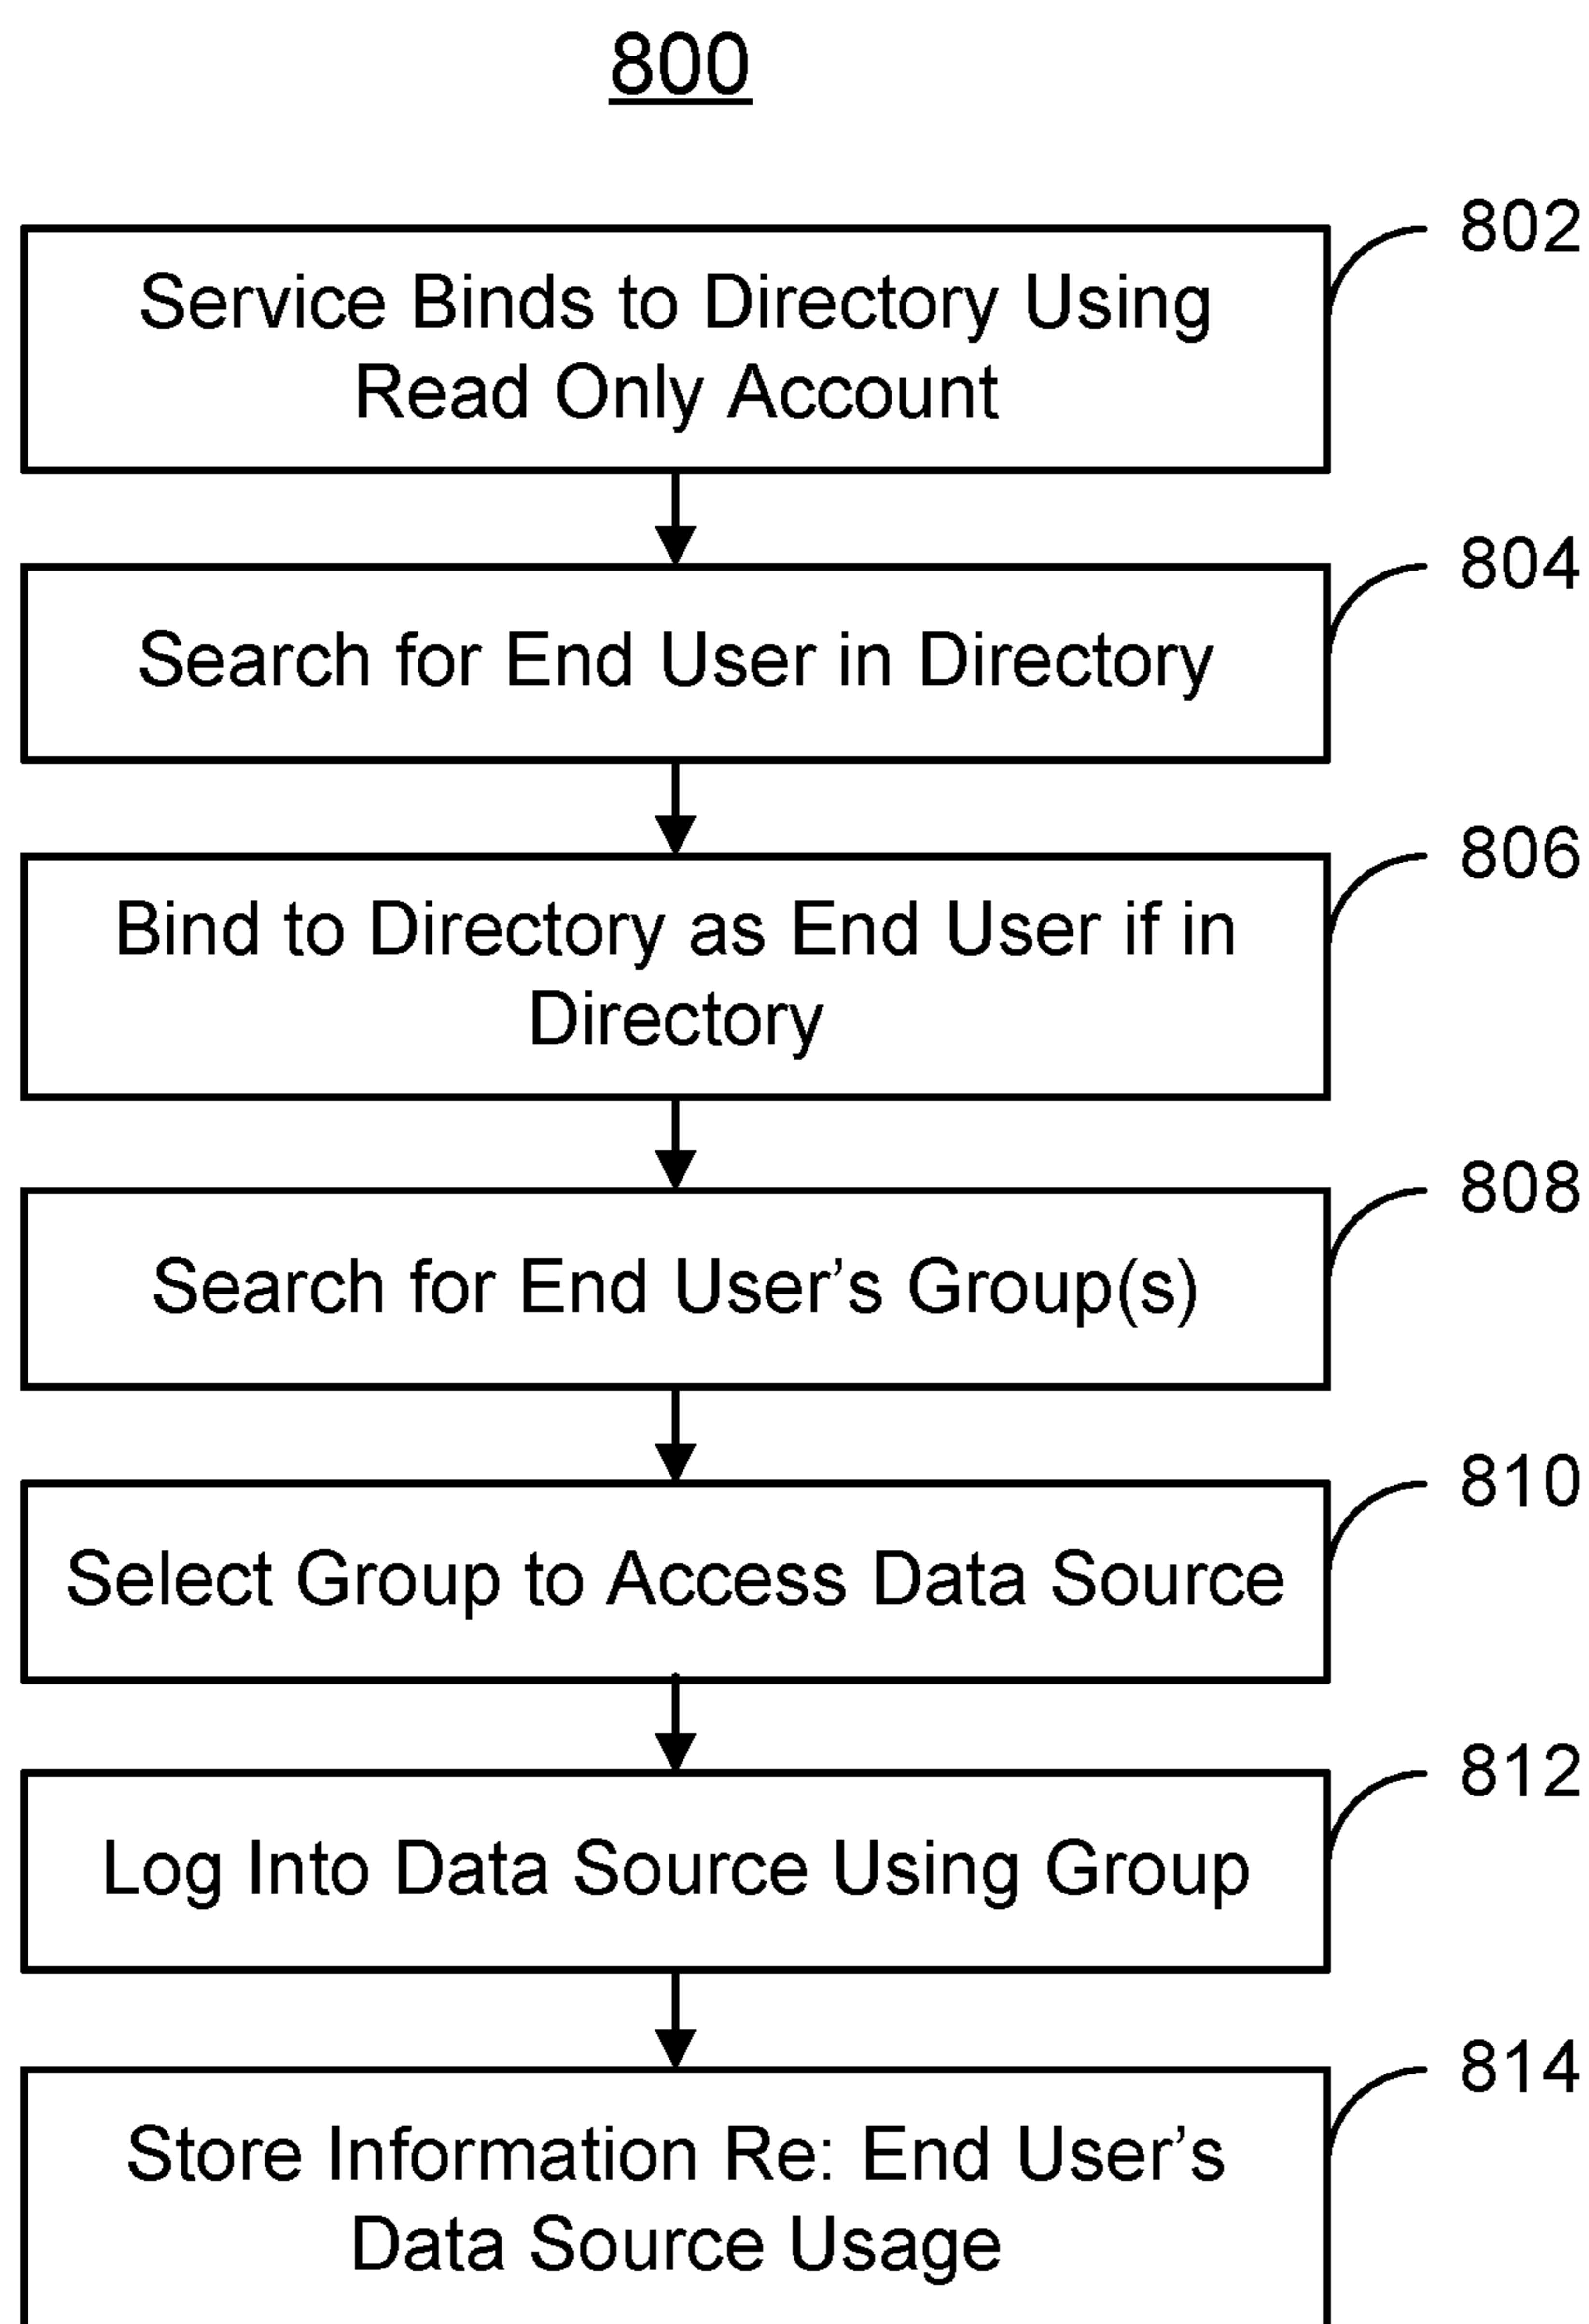 800
802
Service Binds to Directory Using
Read Only Account
804
Search for End User in Directory
806
Bind to Directory as End User if in
Directory
808
Search for End User’s Group(s)
810
Select Group to Access Data Source
812
Log Into Data Source Using Group
814
Store Information Re: End User’s
Data Source Usage